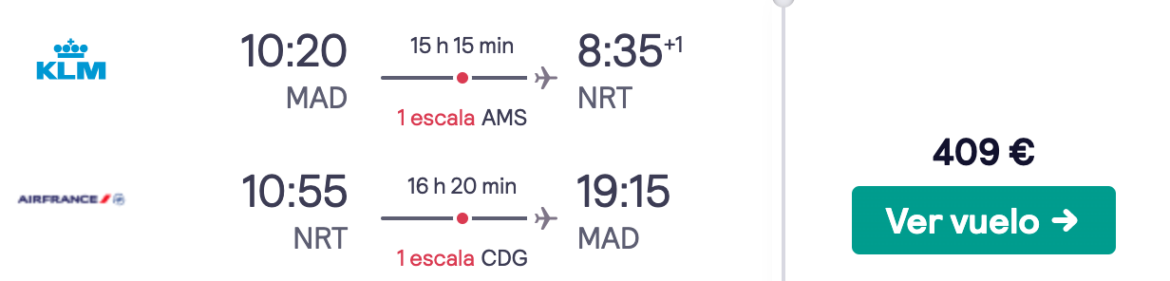 KLM
10:20 15 h 15 min 8:35+1
MAD NRT
1 escala AMS
409 €
AIRFRANCE
10:55 16 h 20 min 19:15
NRT MAD
1 escala CDG
Ver vuelo →